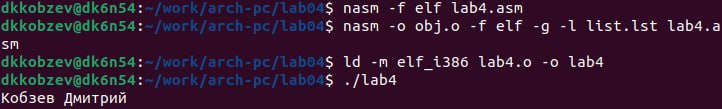 dkkobzev@dk6n54:~/work/arch-pc/lab04$ nasm -f elf lab4.asm
dkkobzev@dk6n54:~/work/arch-pc/lab04$ nasm -o obj.o -f elf -g -l list.lst lab4.a
sm
dkkobzev@dk6n54:~/work/arch-pc/lab04$ ld -m elf_i386 lab4.o -o lab4
dkkobzev@dk6n54:~/work/arch-pc/lab04$ ./lab4
Кобзев Дмитрий